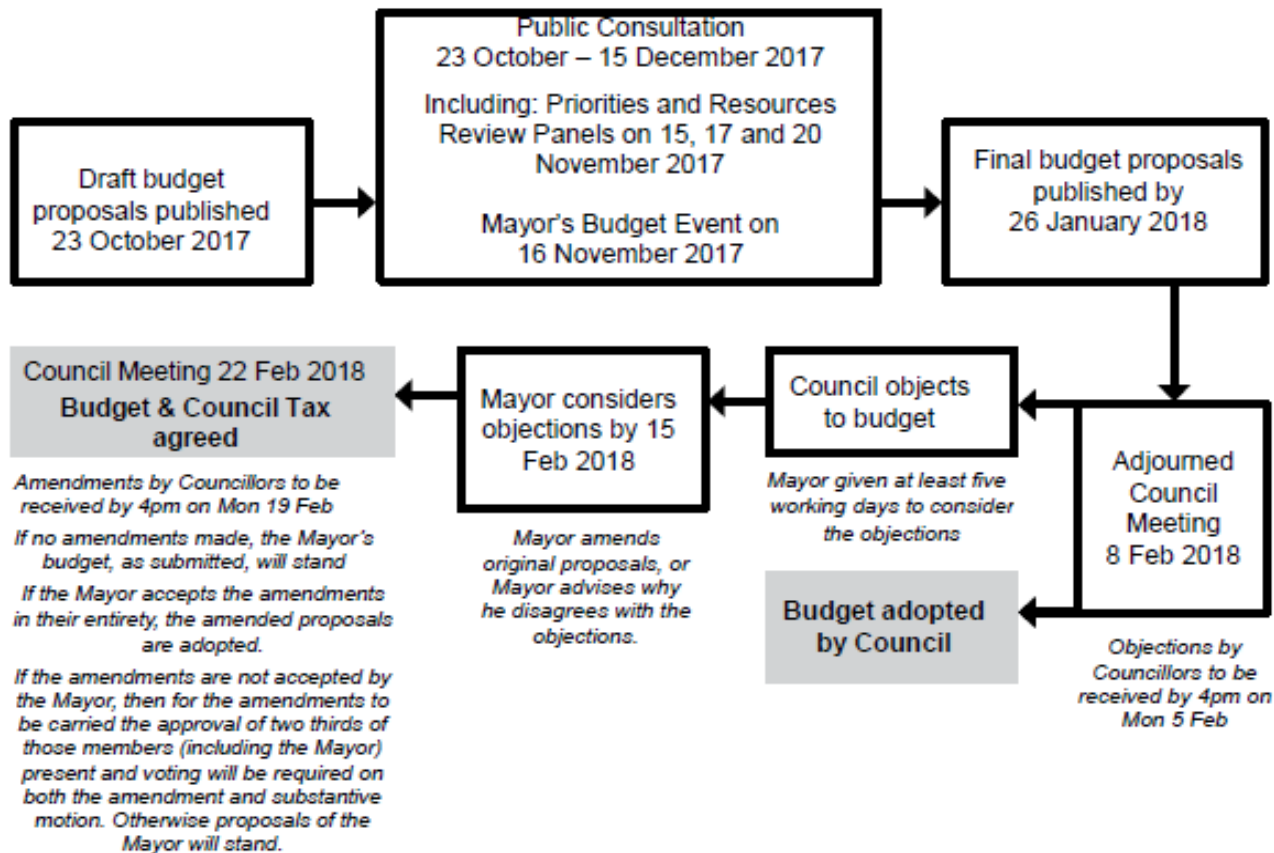 Draft budget
proposals published
23 October 2017
Public Consultation
23 October – 15 December 2017
Including: Priorities and Resources
Review Panels on 15, 17 and 20
November 2017
Mayor's Budget Event on
16 November 2017
Final budget proposals
published by
26 January 2018
Adjourned
Council
Meeting
8 Feb 2018
Objections by
Councillors to be
received by 4pm on
Mon 5 Feb
Council objects
to budget
Mayor given at least five
working days to consider
the objections
Budget adopted
by Council
Mayor considers
objections by 15
Feb 2018
Mayor amends
original proposals, or
Mayor advises why
he disagrees with the
objections.
Council Meeting 22 Feb 2018
Budget & Council Tax
agreed
Amendments by Councillors to be
received by 4pm on Mon 19 Feb
If no amendments made, the Mayor's
budget, as submitted, will stand
If the Mayor accepts the amendments
in their entirety, the amended proposals
are adopted.
If the amendments are not accepted by
the Mayor, then for the amendments to
be carried the approval of two thirds of
those members (including the Mayor)
present and voting will be required on
both the amendment and substantive
motion. Otherwise proposals of the
Mayor will stand.